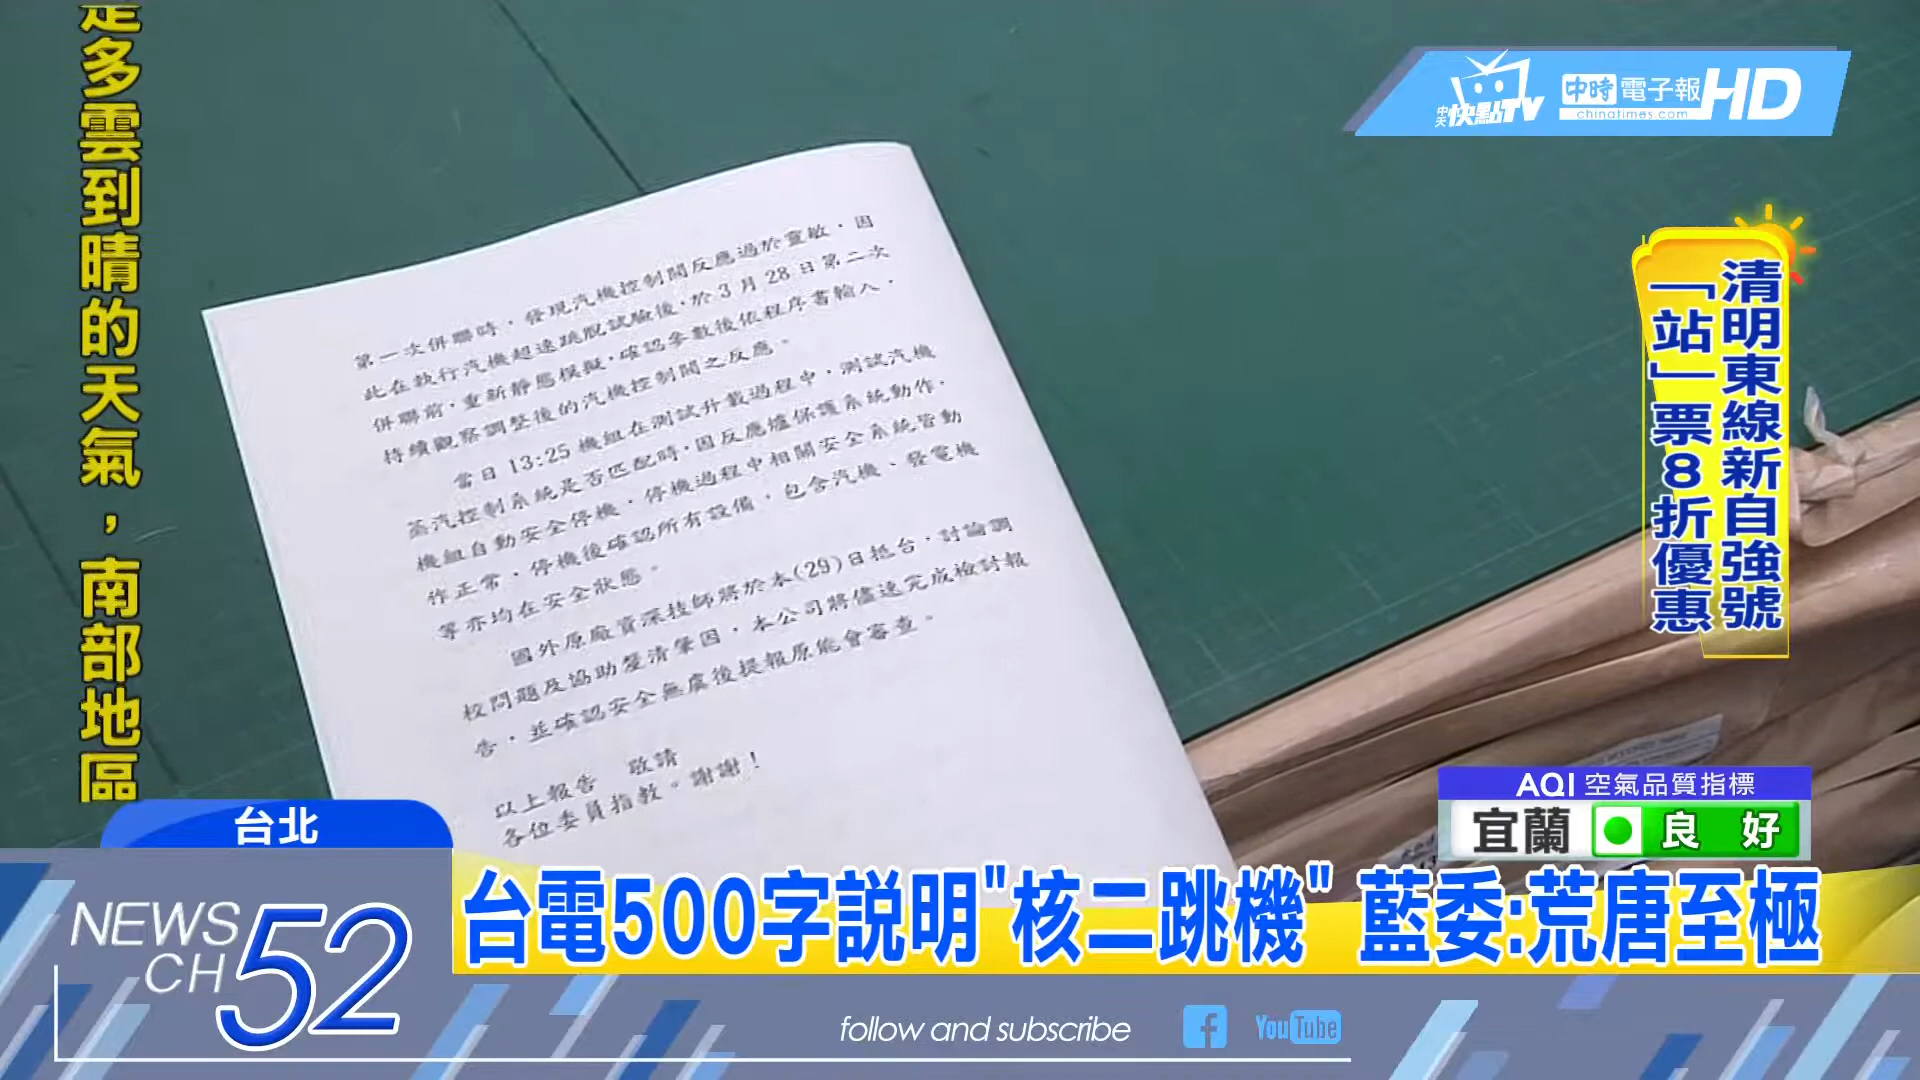 是多雲到晴的天氣，南部地區
中天快點TV
中時電子報HD
chinatimes.com
清明東線新自強號
「站」票8折優惠
第一次併聯時，發現汽機控制閥反應過於靈敏，因
此在執行汽機超速跳脫試驗後，於3月28日第二次
併聯前，重新靜態模擬，確認參數後依程序書輸入，
持續觀察調整後的汽機控制閥之反應。
當日13:25機組在測試升載過程中，測試汽機
蒸汽控制系統是否匹配時，因反應爐保護系統動作，
機組自動安全停機，停機過程中相關安全系統皆動
作正常，停機後確認所有設備，包含汽機、發電機
等亦均在安全狀態。
國外原廠資深技師將於本(29)日抵台，討論調
校問題及協助釐清肇因，本公司將儘速完成檢討報
告，並確認安全無虞後提報原能會審查。
以上報告 敬請
各位委員指教。謝謝！
AQI 空氣品質指標
宜蘭 良 好
台北
台電500字説明"核二跳機" 藍委:荒唐至極
NEWS
CH 52
follow and subscribe
YouTube